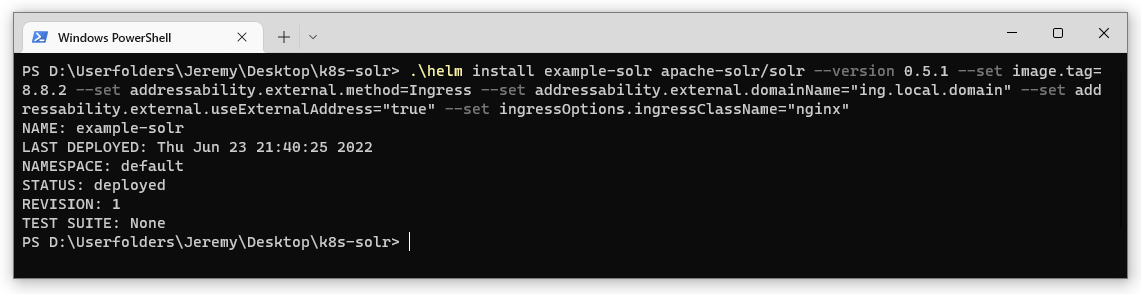 Windows PowerShell
PS D:\Userfolders\Jeremy\Desktop\k8s-solr> .\helm install example-solr apache-solr/solr --version 0.5.1 --set image.tag=
8.8.2 --set addressability.external.method=Ingress --set addressability.external.domainName="ing.local.domain" --set add
ressability.external.useExternalAddress="true" --set ingressOptions.ingressClassName="nginx"
NAME: example-solr
LAST DEPLOYED: Thu Jun 23 21:40:25 2022
NAMESPACE: default
STATUS: deployed
REVISION: 1
TEST SUITE: None
PS D:\Userfolders\Jeremy\Desktop\k8s-solr>